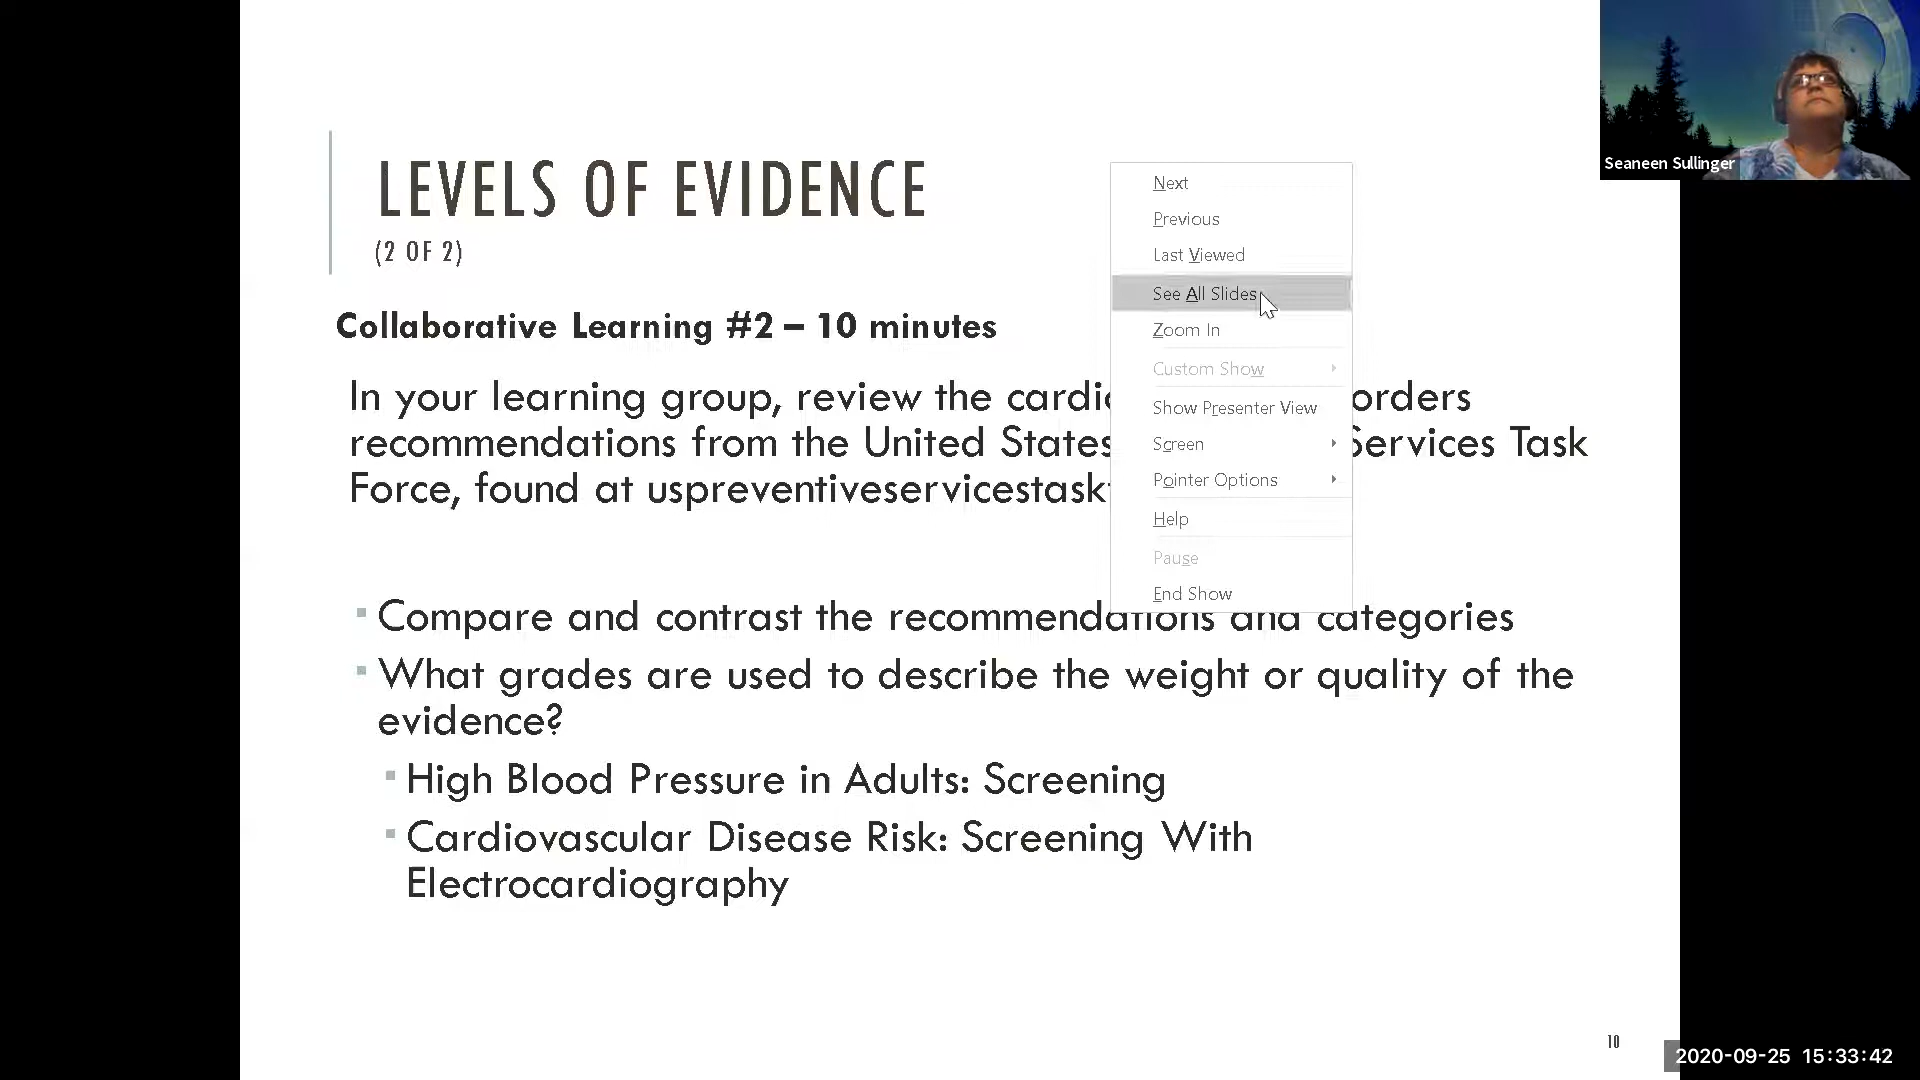 Seaneen Sullinger
LEVELS OF EVIDENCE
(2 OF 2)
Next
Previous
Last Viewed
See All Slides
Zoom In
Custom Show
Show Presenter View
Screen
Pointer Options
Help
Pause
End Show
Collaborative Learning #2 – 10 minutes
In your learning group, review the cardio orders
recommendations from the United States Services Task
Force, found at uspreventiveservicestask
Compare and contrast the recommendations and categories
What grades are used to describe the weight or quality of the
evidence?
High Blood Pressure in Adults: Screening
Cardiovascular Disease Risk: Screening With
Electrocardiography
10
2020-09-25 15:33:42